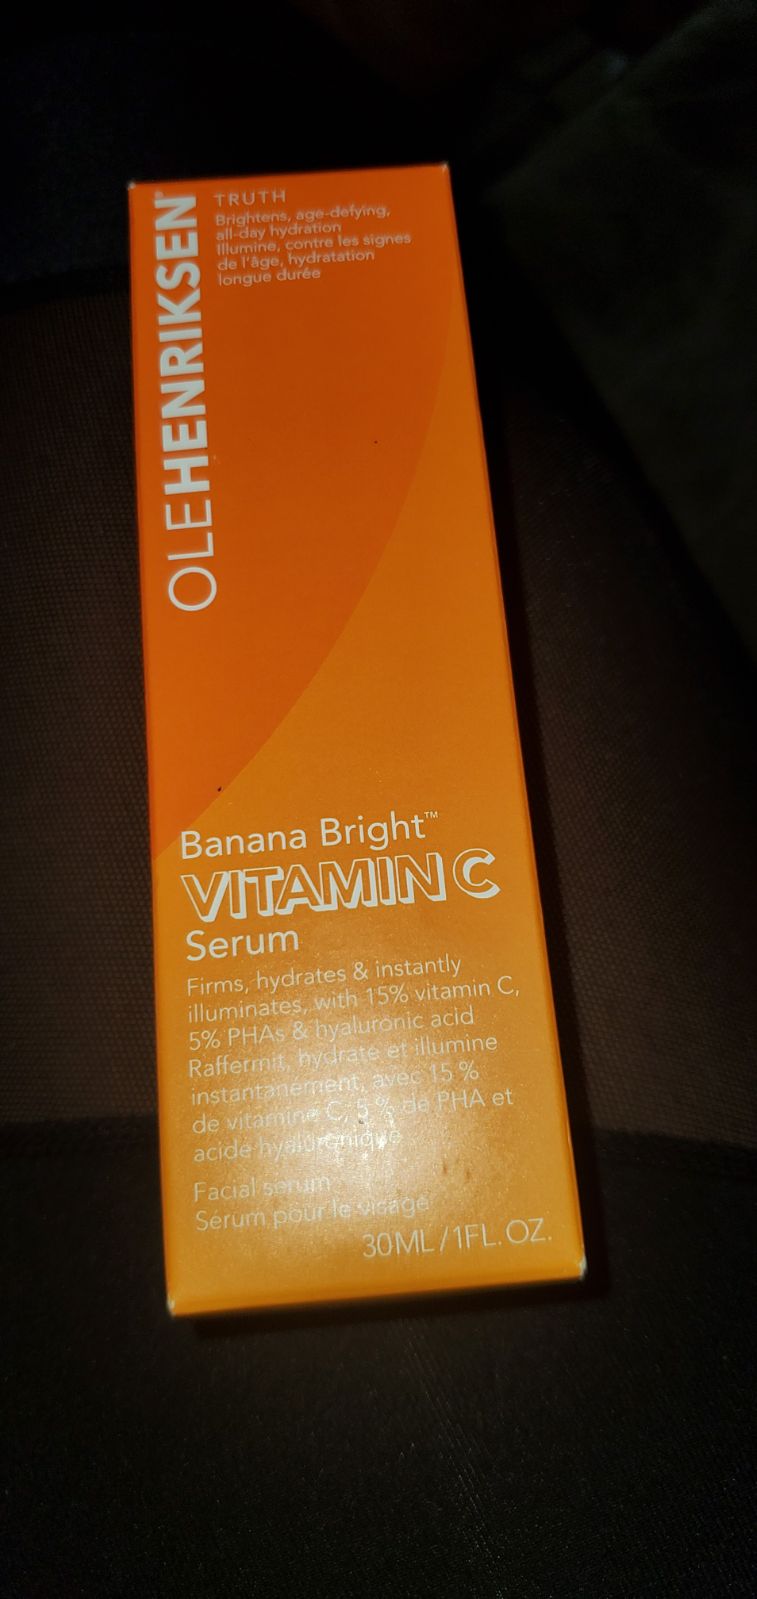 OLEHENRIKSEN®
TRUTH
Brightens, age-defying,
all-day hydration
Illumine, contre les signes
de l'âge, hydratation
longue durée
Banana Bright™
VITAMIN C
Serum
Firms, hydrates & instantly
illuminates, with 15% vitamin C,
5% PHAs & hyaluronic acid
Raffermit, hydrate et illumine
instantanément, avec 15 %
de vitamine C, 5 % de PHA et
acide hyaluronique
Facial serum
Sérum pour le visage
30ML/1FL. OZ.